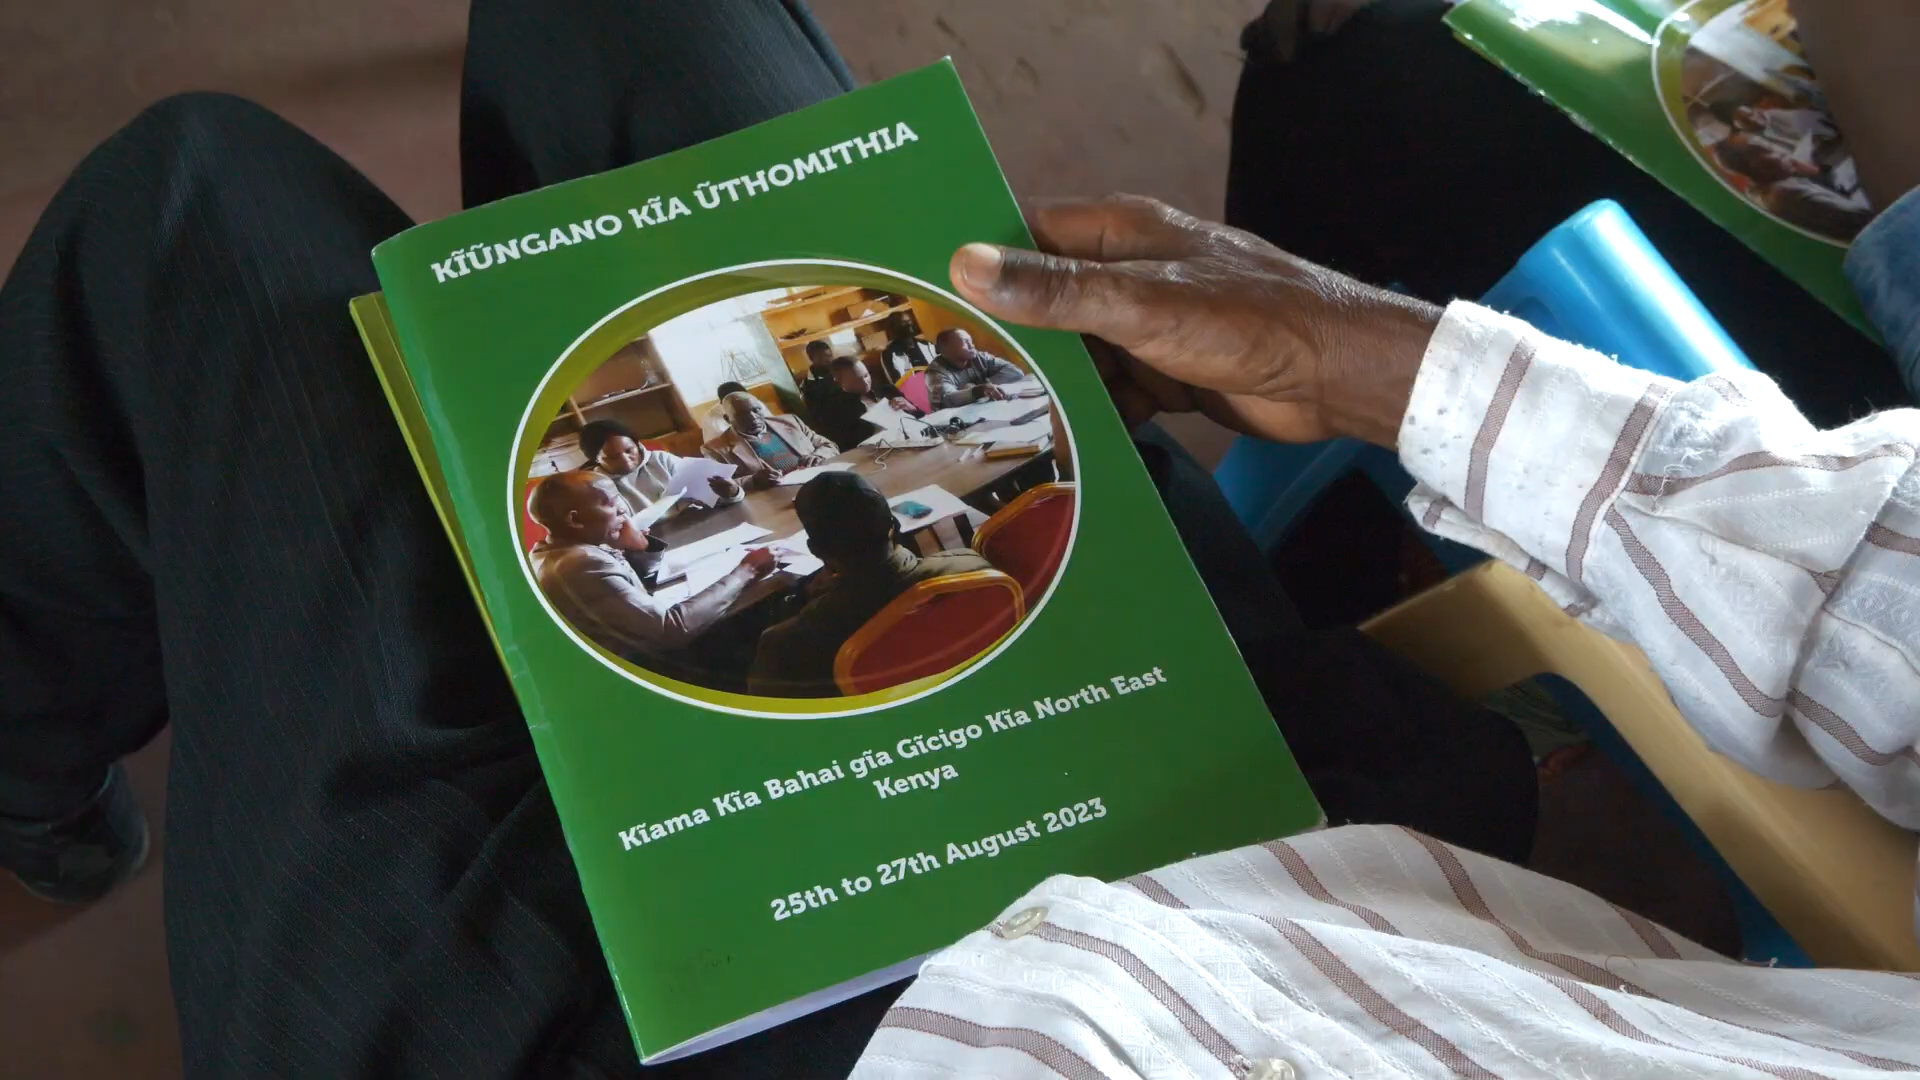 KĨŨNGANO KĨA ŨTHOMITHIA
Kĩama Kĩa Bahai gĩa Gĩcigo Kĩa North East
Kenya
25th to 27th August 2023